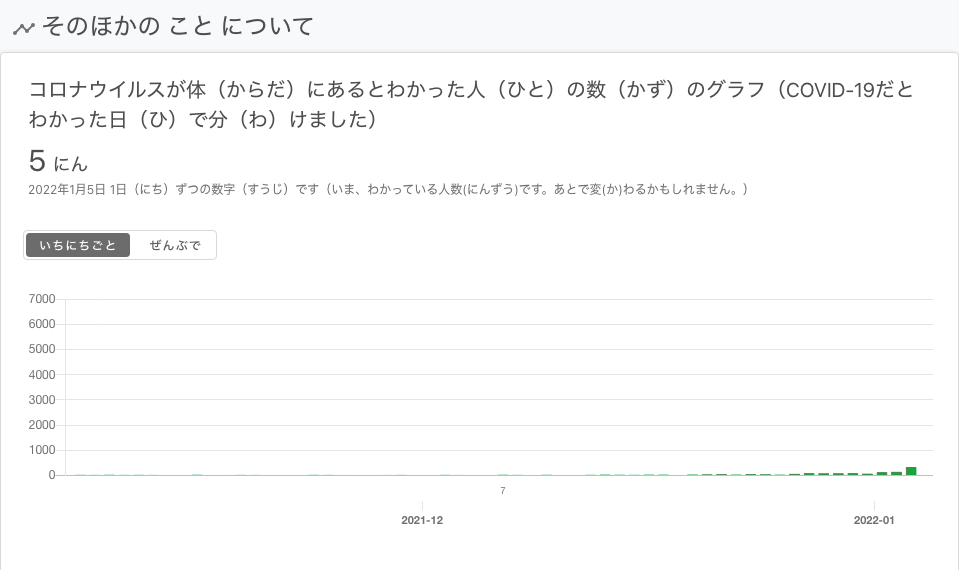 そのほかの こと について
コロナウイルスが体（からだ）にあるとわかった人（ひと）の数（かず）のグラフ（COVID-19だと
わかった日（ひ）で分（わ）けました）
5 にん
2022年1月5日 1日（にち）ずつの数字（すうじ）です（いま、わかっている人数(にんずう)です。あとで変(か)わるかもしれません。）
いちにちごと ぜんぶで
7000
6000
5000
4000
3000
2000
1000
0
7
2021-12 2022-01